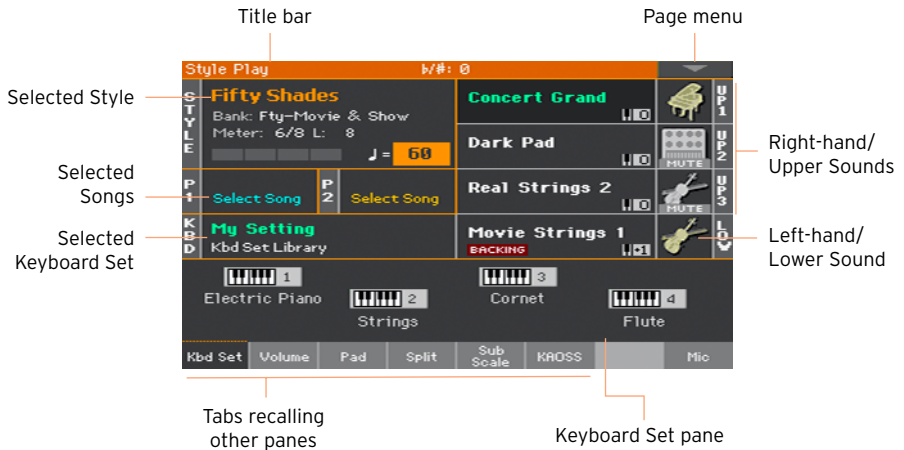 Title bar
Page menu
Style Play ♭/#: 0
Selected Style
STYLE
Fifty Shades
Bank: Fty-Movie & Show
Meter: 6/8 L: 8
♩= 60
Concert Grand
UP1
Dark Pad
MUTE
UP2
Real Strings 2
MUTE
UP3
Right-hand/
Upper Sounds
Selected
Songs
P1
Select Song
P2
Select Song
Selected
Keyboard Set
KBD
My Setting
Kbd Set Library
Movie Strings 1
BACKING
+1
LOW
Left-hand/
Lower Sound
1
Electric Piano
2
Strings
3
Cornet
4
Flute
Kbd Set Volume Pad Split Sub Scale KAOSS Mic
Tabs recalling
other panes
Keyboard Set pane